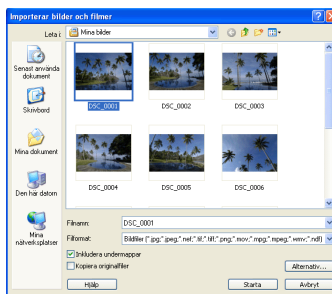 Importerar bilder och filmer
Leta i:
Mina bilder
Senast använda
dokument
Skrivbord
Mina dokument
Den här datorn
Mina
nätverksplatser
DSC_0001
DSC_0002
DSC_0003
DSC_0004
DSC_0005
DSC_0006
Filnamn:
DSC_0001
Filformat:
Bildfiler (*.jpg;*.jpeg;*.nef;*.tif;*.tiff;*.png;*.mov;*.mpg;*.mpeg;*.wmv;*.ndf)
Inkludera undermappar
Kopiera originalfiler
Alternativ...
Hjälp
Starta
Avbryt